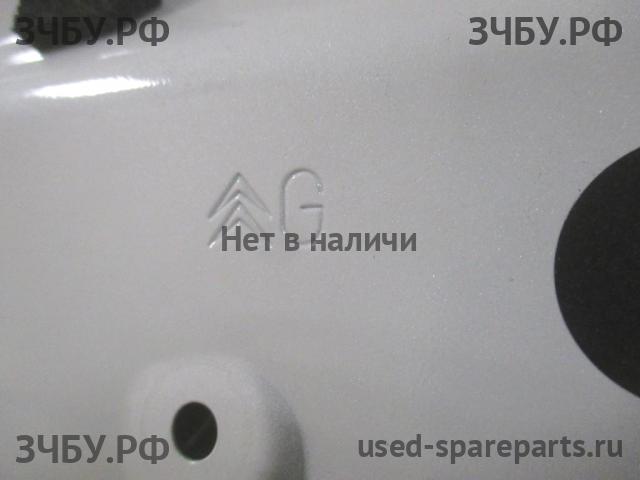 ЗЧБУ.РФ ЗЧБУ.РФ
G
Нет в наличи
ЗЧБУ.РФ used-spareparts.ru